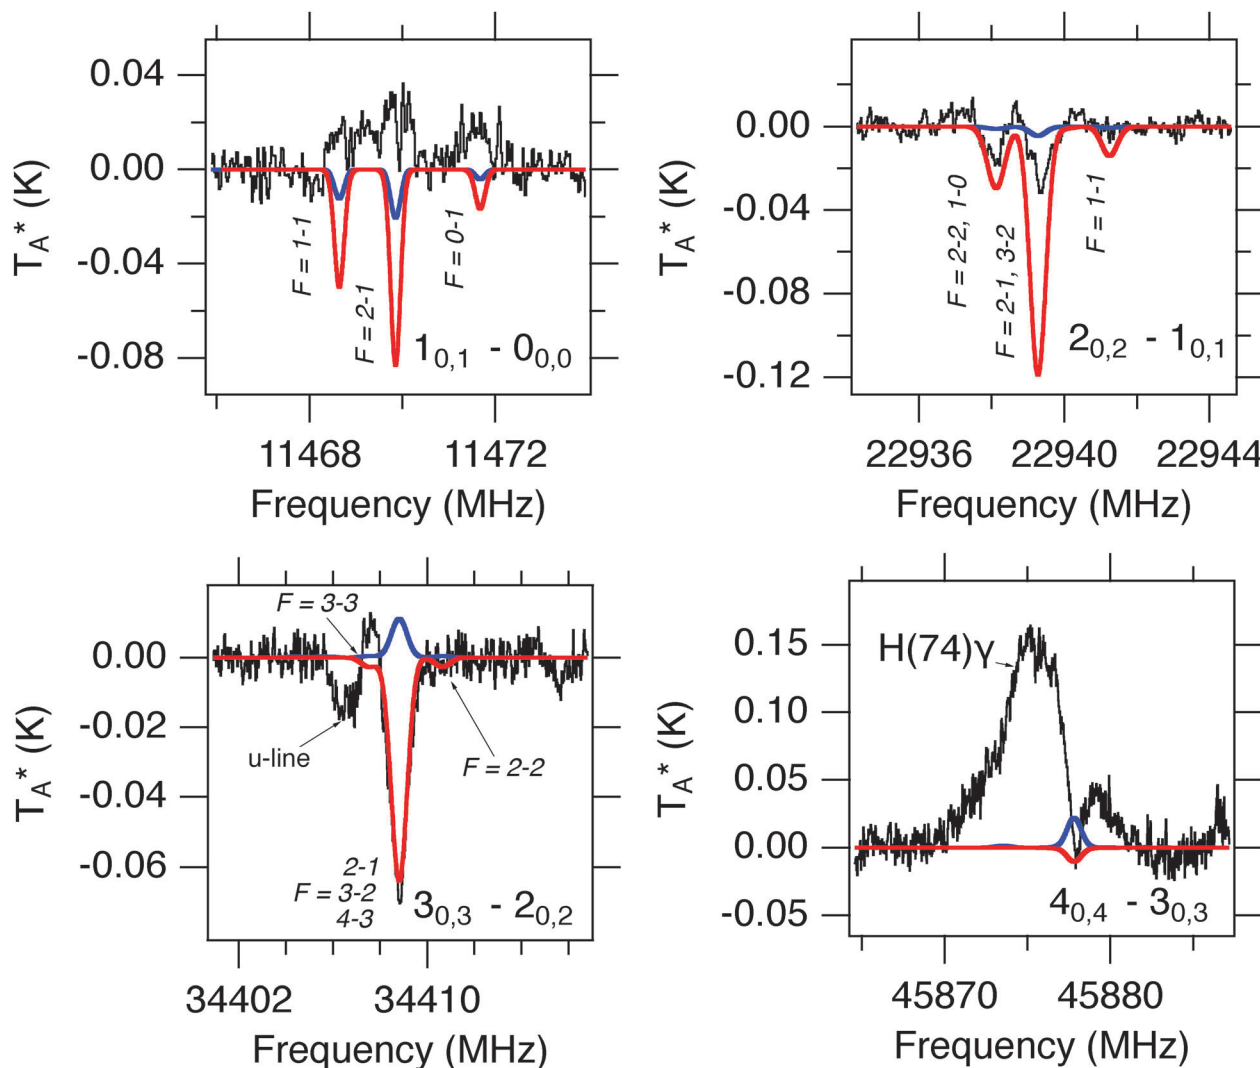 0.04
0.00
-0.04
-0.08
T_A* (K)
F = 1-1
F = 2-1
F = 0-1
1_0,1 - 0_0,0
11468
11472
Frequency (MHz)
0.00
-0.04
-0.08
-0.12
T_A* (K)
F = 2-2, 1-0
F = 2-1, 3-2
F = 1-1
2_0,2 - 1_0,1
22936
22940
22944
Frequency (MHz)
0.00
-0.02
-0.04
-0.06
T_A* (K)
F = 3-3
u-line
F = 2-2
2-1
F = 3-2
4-3
3_0,3 - 2_0,2
34402
34410
Frequency (MHz)
0.15
0.10
0.05
0.00
-0.05
T_A* (K)
H(74)γ
4_0,4 - 3_0,3
45870
45880
Frequency (MHz)